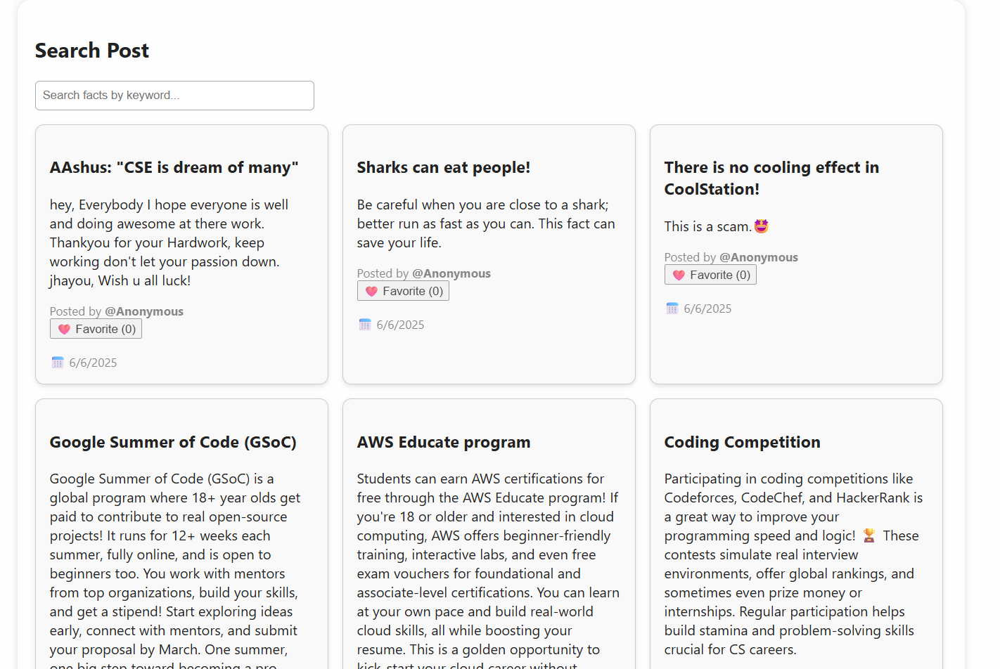 Search Post
Search facts by keyword...
AAshus: "CSE is dream of many"
hey, Everybody I hope everyone is well
and doing awesome at there work.
Thankyou for your Hardwork, keep
working don't let your passion down.
jhayou, Wish u all luck!
Posted by @Anonymous
Favorite (0)
6/6/2025
Sharks can eat people!
Be careful when you are close to a shark;
better run as fast as you can. This fact can
save your life.
Posted by @Anonymous
Favorite (0)
6/6/2025
There is no cooling effect in
CoolStation!
This is a scam.🤩
Posted by @Anonymous
Favorite (0)
6/6/2025
Google Summer of Code (GSoC)
Google Summer of Code (GSoC) is a
global program where 18+ year olds get
paid to contribute to real open-source
projects! It runs for 12+ weeks each
summer, fully online, and is open to
beginners too. You work with mentors
from top organizations, build your skills,
and get a stipend! Start exploring ideas
early, connect with mentors, and submit
your proposal by March. One summer,
one big step toward becoming a pro
AWS Educate program
Students can earn AWS certifications for
free through the AWS Educate program! If
you're 18 or older and interested in cloud
computing, AWS offers beginner-friendly
training, interactive labs, and even free
exam vouchers for foundational and
associate-level certifications. You can learn
at your own pace and build real-world
cloud skills, all while boosting your
resume. This is a golden opportunity to
kick-start your cloud career without
Coding Competition
Participating in coding competitions like
Codeforces, CodeChef, and HackerRank is
a great way to improve your
programming speed and logic! 🏆 These
contests simulate real interview
environments, offer global rankings, and
sometimes even prize money or
internships. Regular participation helps
build stamina and problem-solving skills
crucial for CS careers.